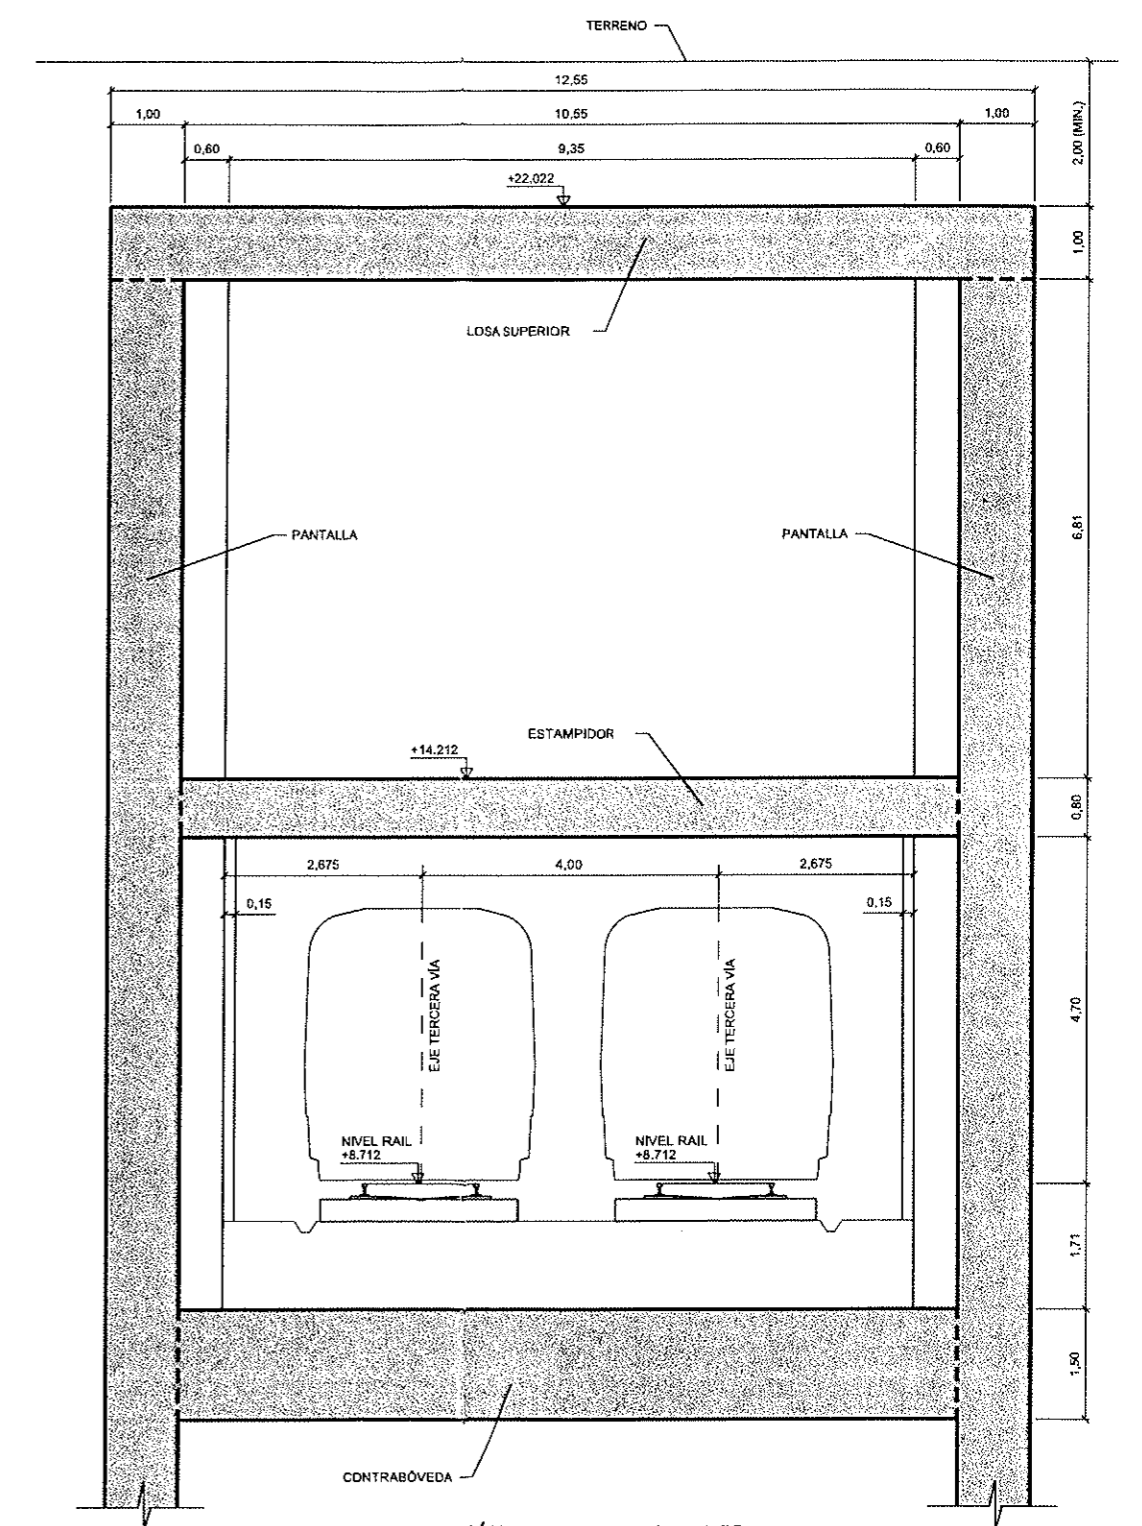 TERRENO
12,55
1,00
10,55
1,00
2,00 (MIN.)
0,60
9,35
0,60
+22,022
1,00
LOSA SUPERIOR
PANTALLA
PANTALLA
6,81
ESTAMPIDOR
+14.212
0,80
2,675
4,00
2,675
0,15
0,15
EJE TERCERA VÍA
EJE TERCERA VÍA
4,70
NIVEL RAIL
+8.712
NIVEL RAIL
+8.712
1,71
1,50
CONTRABÓVEDA